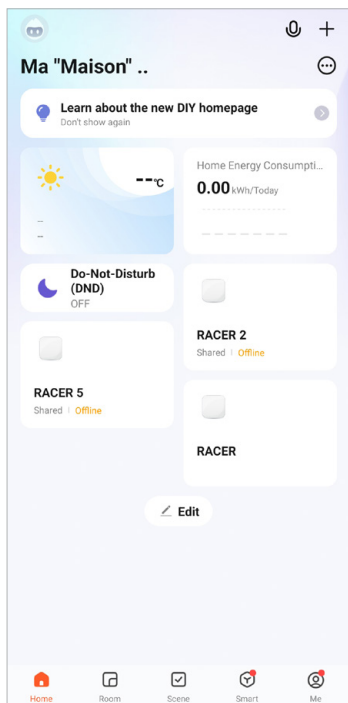 Ma "Maison" ..
Learn about the new DIY homepage
Don't show again
--°C
--
--
Home Energy Consumpti...
0.00 kWh/Today
Do-Not-Disturb
(DND)
OFF
RACER 2
Shared | Offline
RACER 5
Shared | Offline
RACER
Edit
Home
Room
Scene
Smart
Me